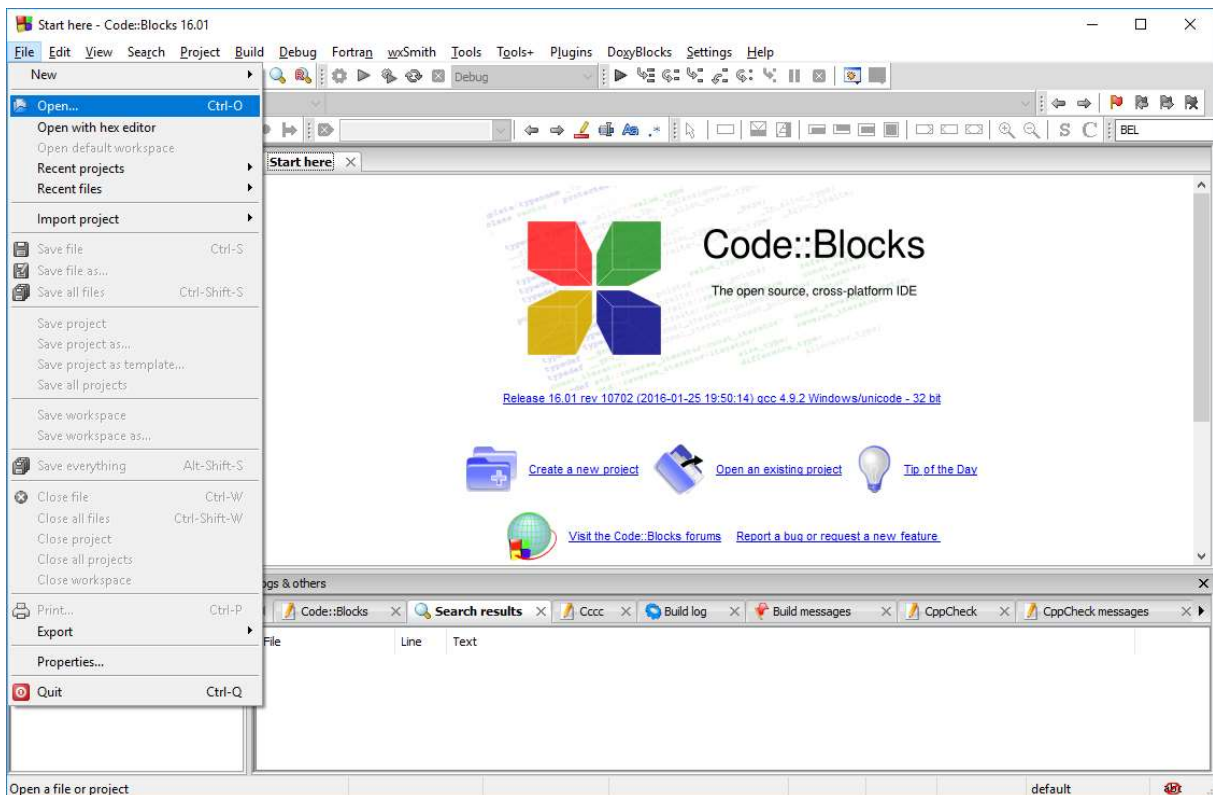 Start here - Code::Blocks 16.01
File Edit View Search Project Build Debug Fortran wxSmith Tools Tools+ Plugins DoxyBlocks Settings Help
New
Debug
Open... Ctrl-O
Open with hex editor
Open default workspace
Recent projects
Recent files
Import project
Save file Ctrl-S
Save file as...
Save all files Ctrl-Shift-S
Save project
Save project as...
Save project as template...
Save all projects
Save workspace
Save workspace as...
Save everything Alt-Shift-S
Close file Ctrl-W
Close all files Ctrl-Shift-W
Close project
Close all projects
Close workspace
Print... Ctrl-P
Export
Properties...
Quit Ctrl-Q
S C BEL
Start here
Code::Blocks
The open source, cross-platform IDE
Release 16.01 rev 10702 (2016-01-25 19:50:14) gcc 4.9.2 Windows/unicode - 32 bit
Create a new project Open an existing project Tip of the Day
Visit the Code::Blocks forums Report a bug or request a new feature
ogs & others
Code::Blocks Search results Cccc Build log Build messages CppCheck CppCheck messages
File Line Text
Open a file or project default abc